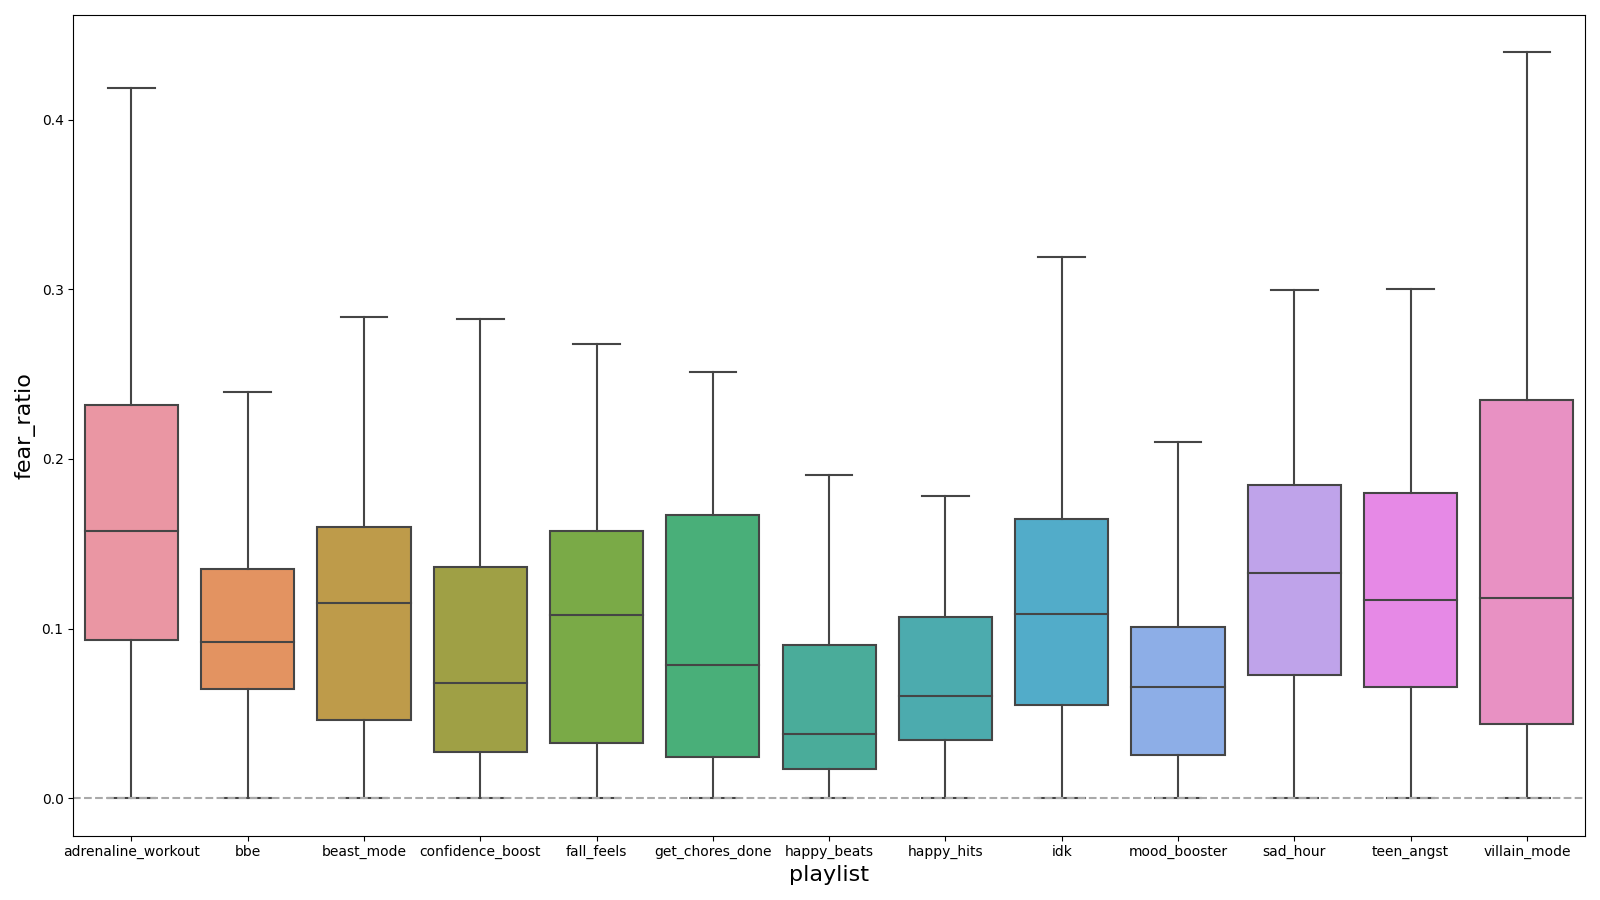 fear_ratio
0.4
0.3
0.2
0.1
0.0
adrenaline_workout bbe beast_mode confidence_boost fall_feels get_chores_done happy_beats happy_hits idk mood_booster sad_hour teen_angst villain_mode
playlist